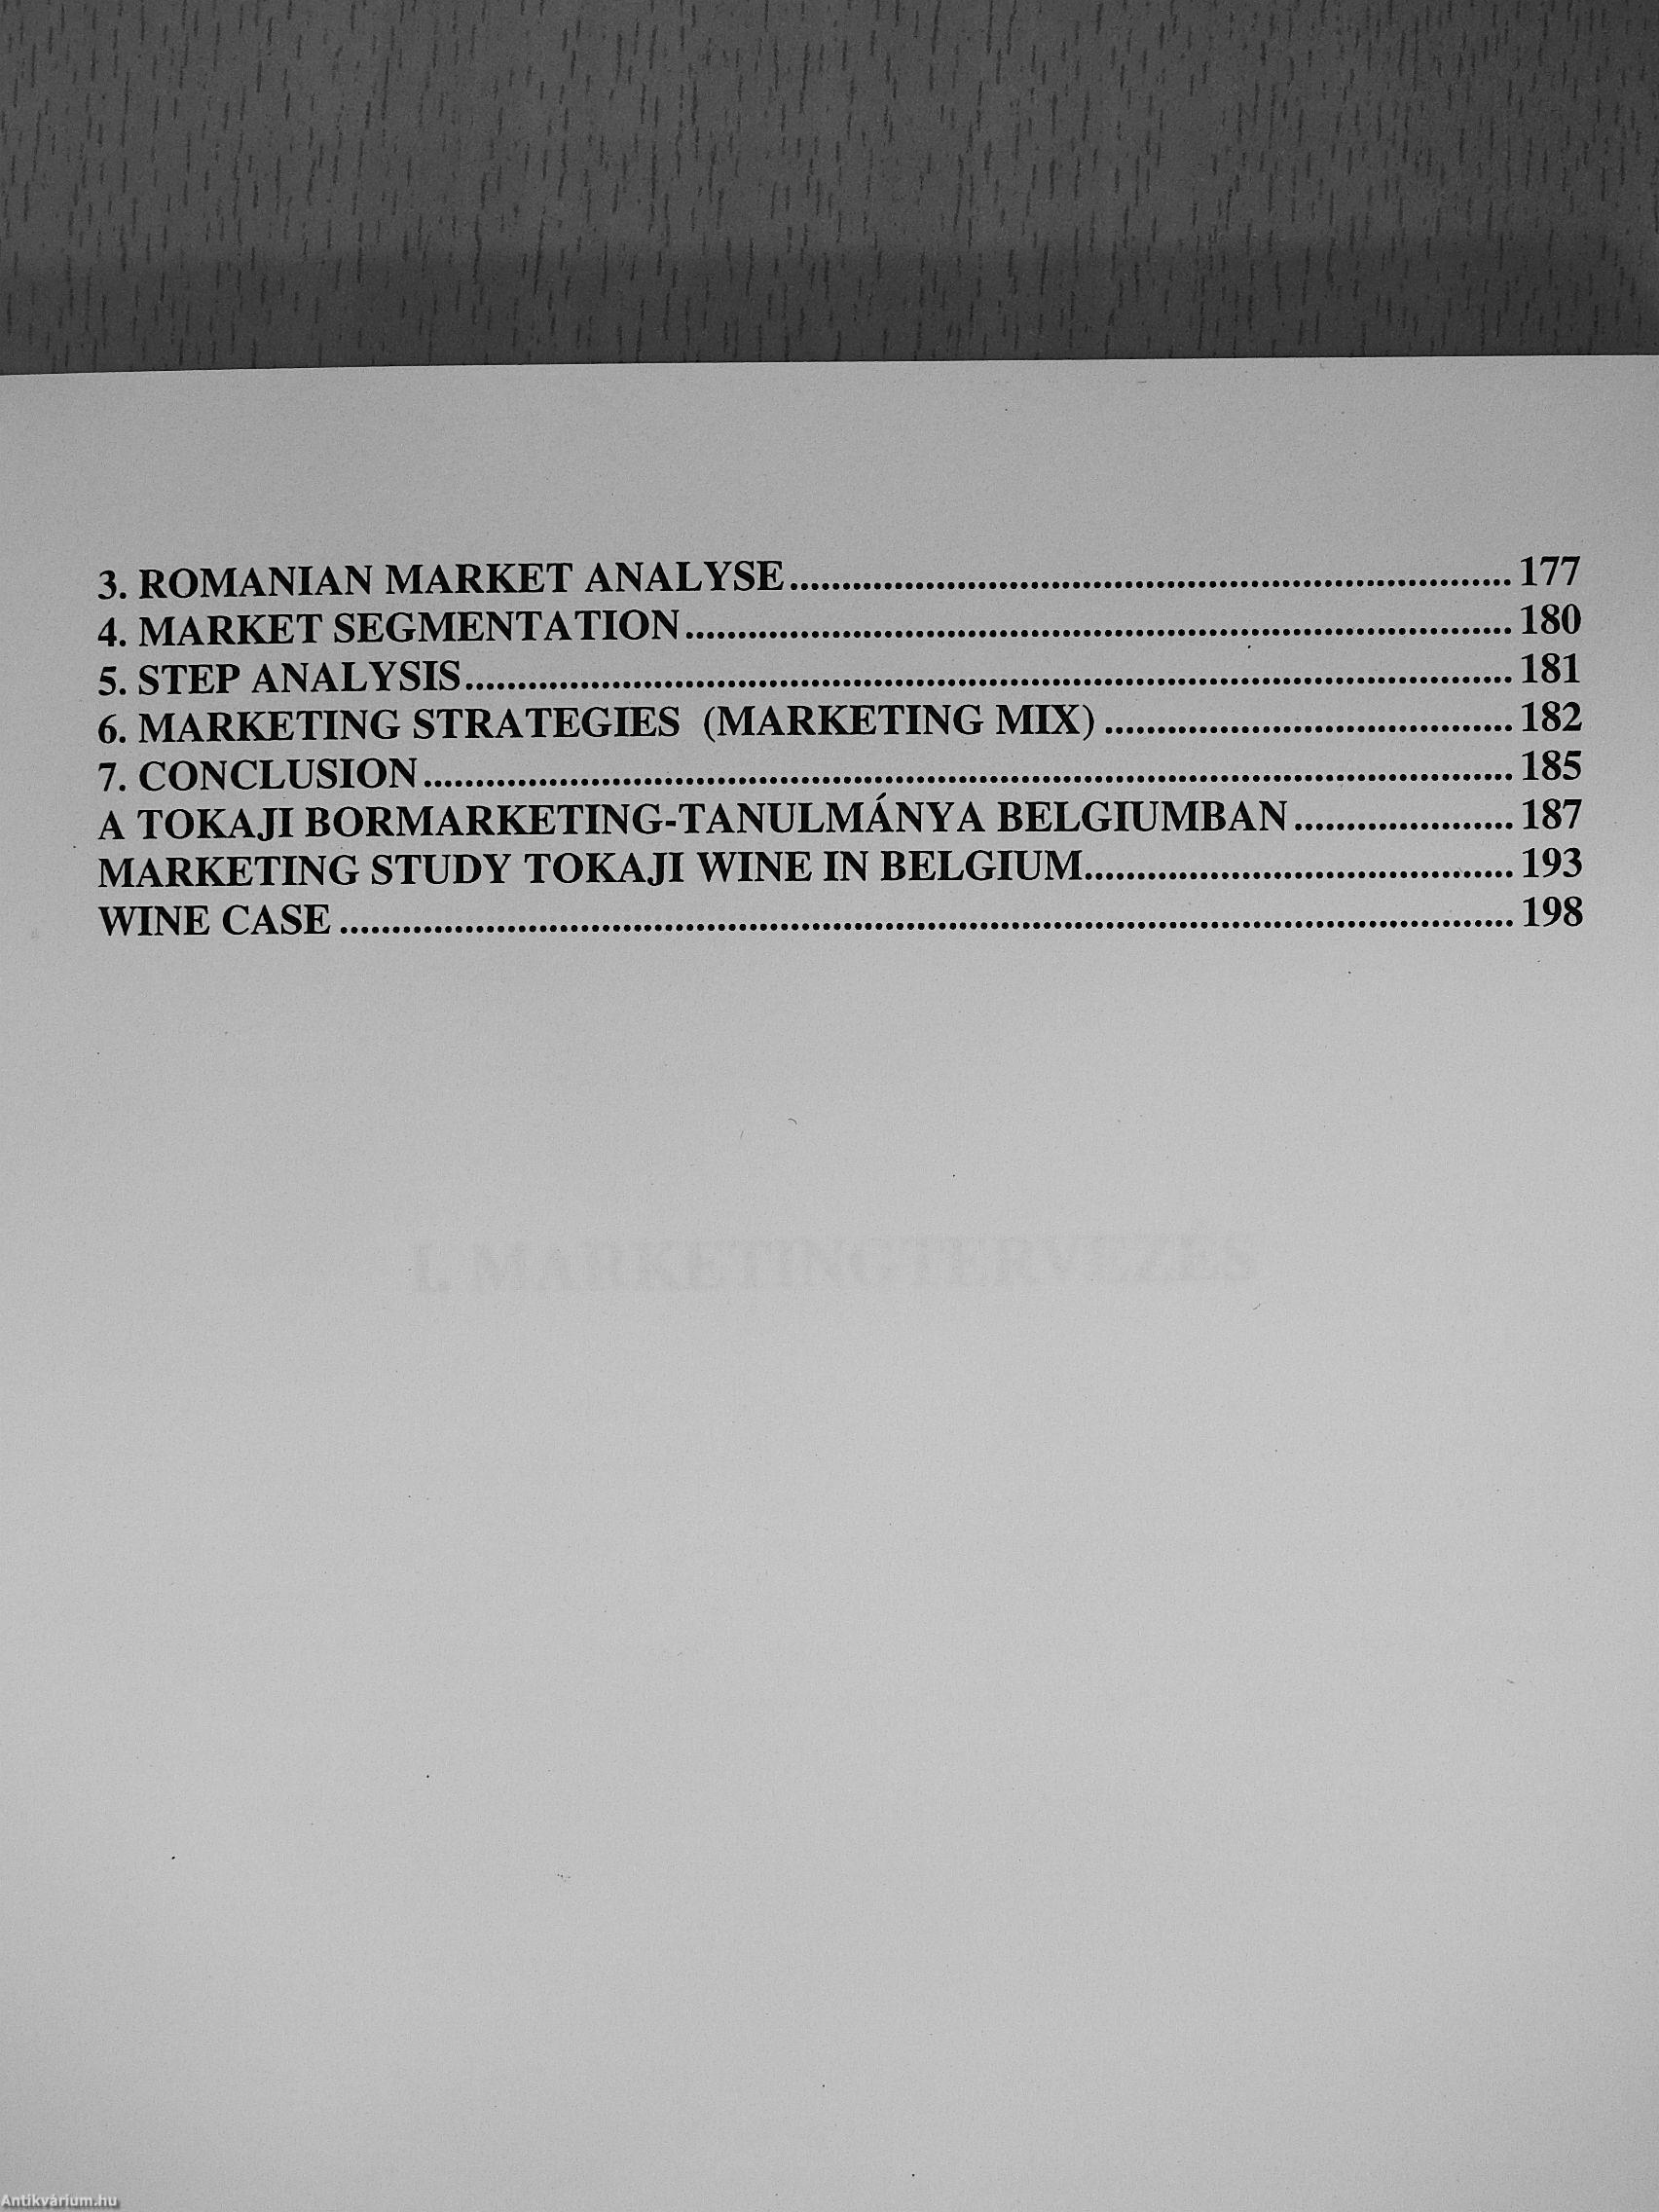 3. ROMANIAN MARKET ANALYSE........ 177
4. MARKET SEGMENTATION........ 180
5. STEP ANALYSIS........ 181
6. MARKETING STRATEGIES (MARKETING MIX) ........ 182
7. CONCLUSION........ 185
A TOKAJI BORMARKETING-TANULMÁNYA BELGIUMBAN........ 187
MARKETING STUDY TOKAJI WINE IN BELGIUM........ 193
WINE CASE ........ 198
I. MARKETINGTERVEZÉS
Antikvárium.hu